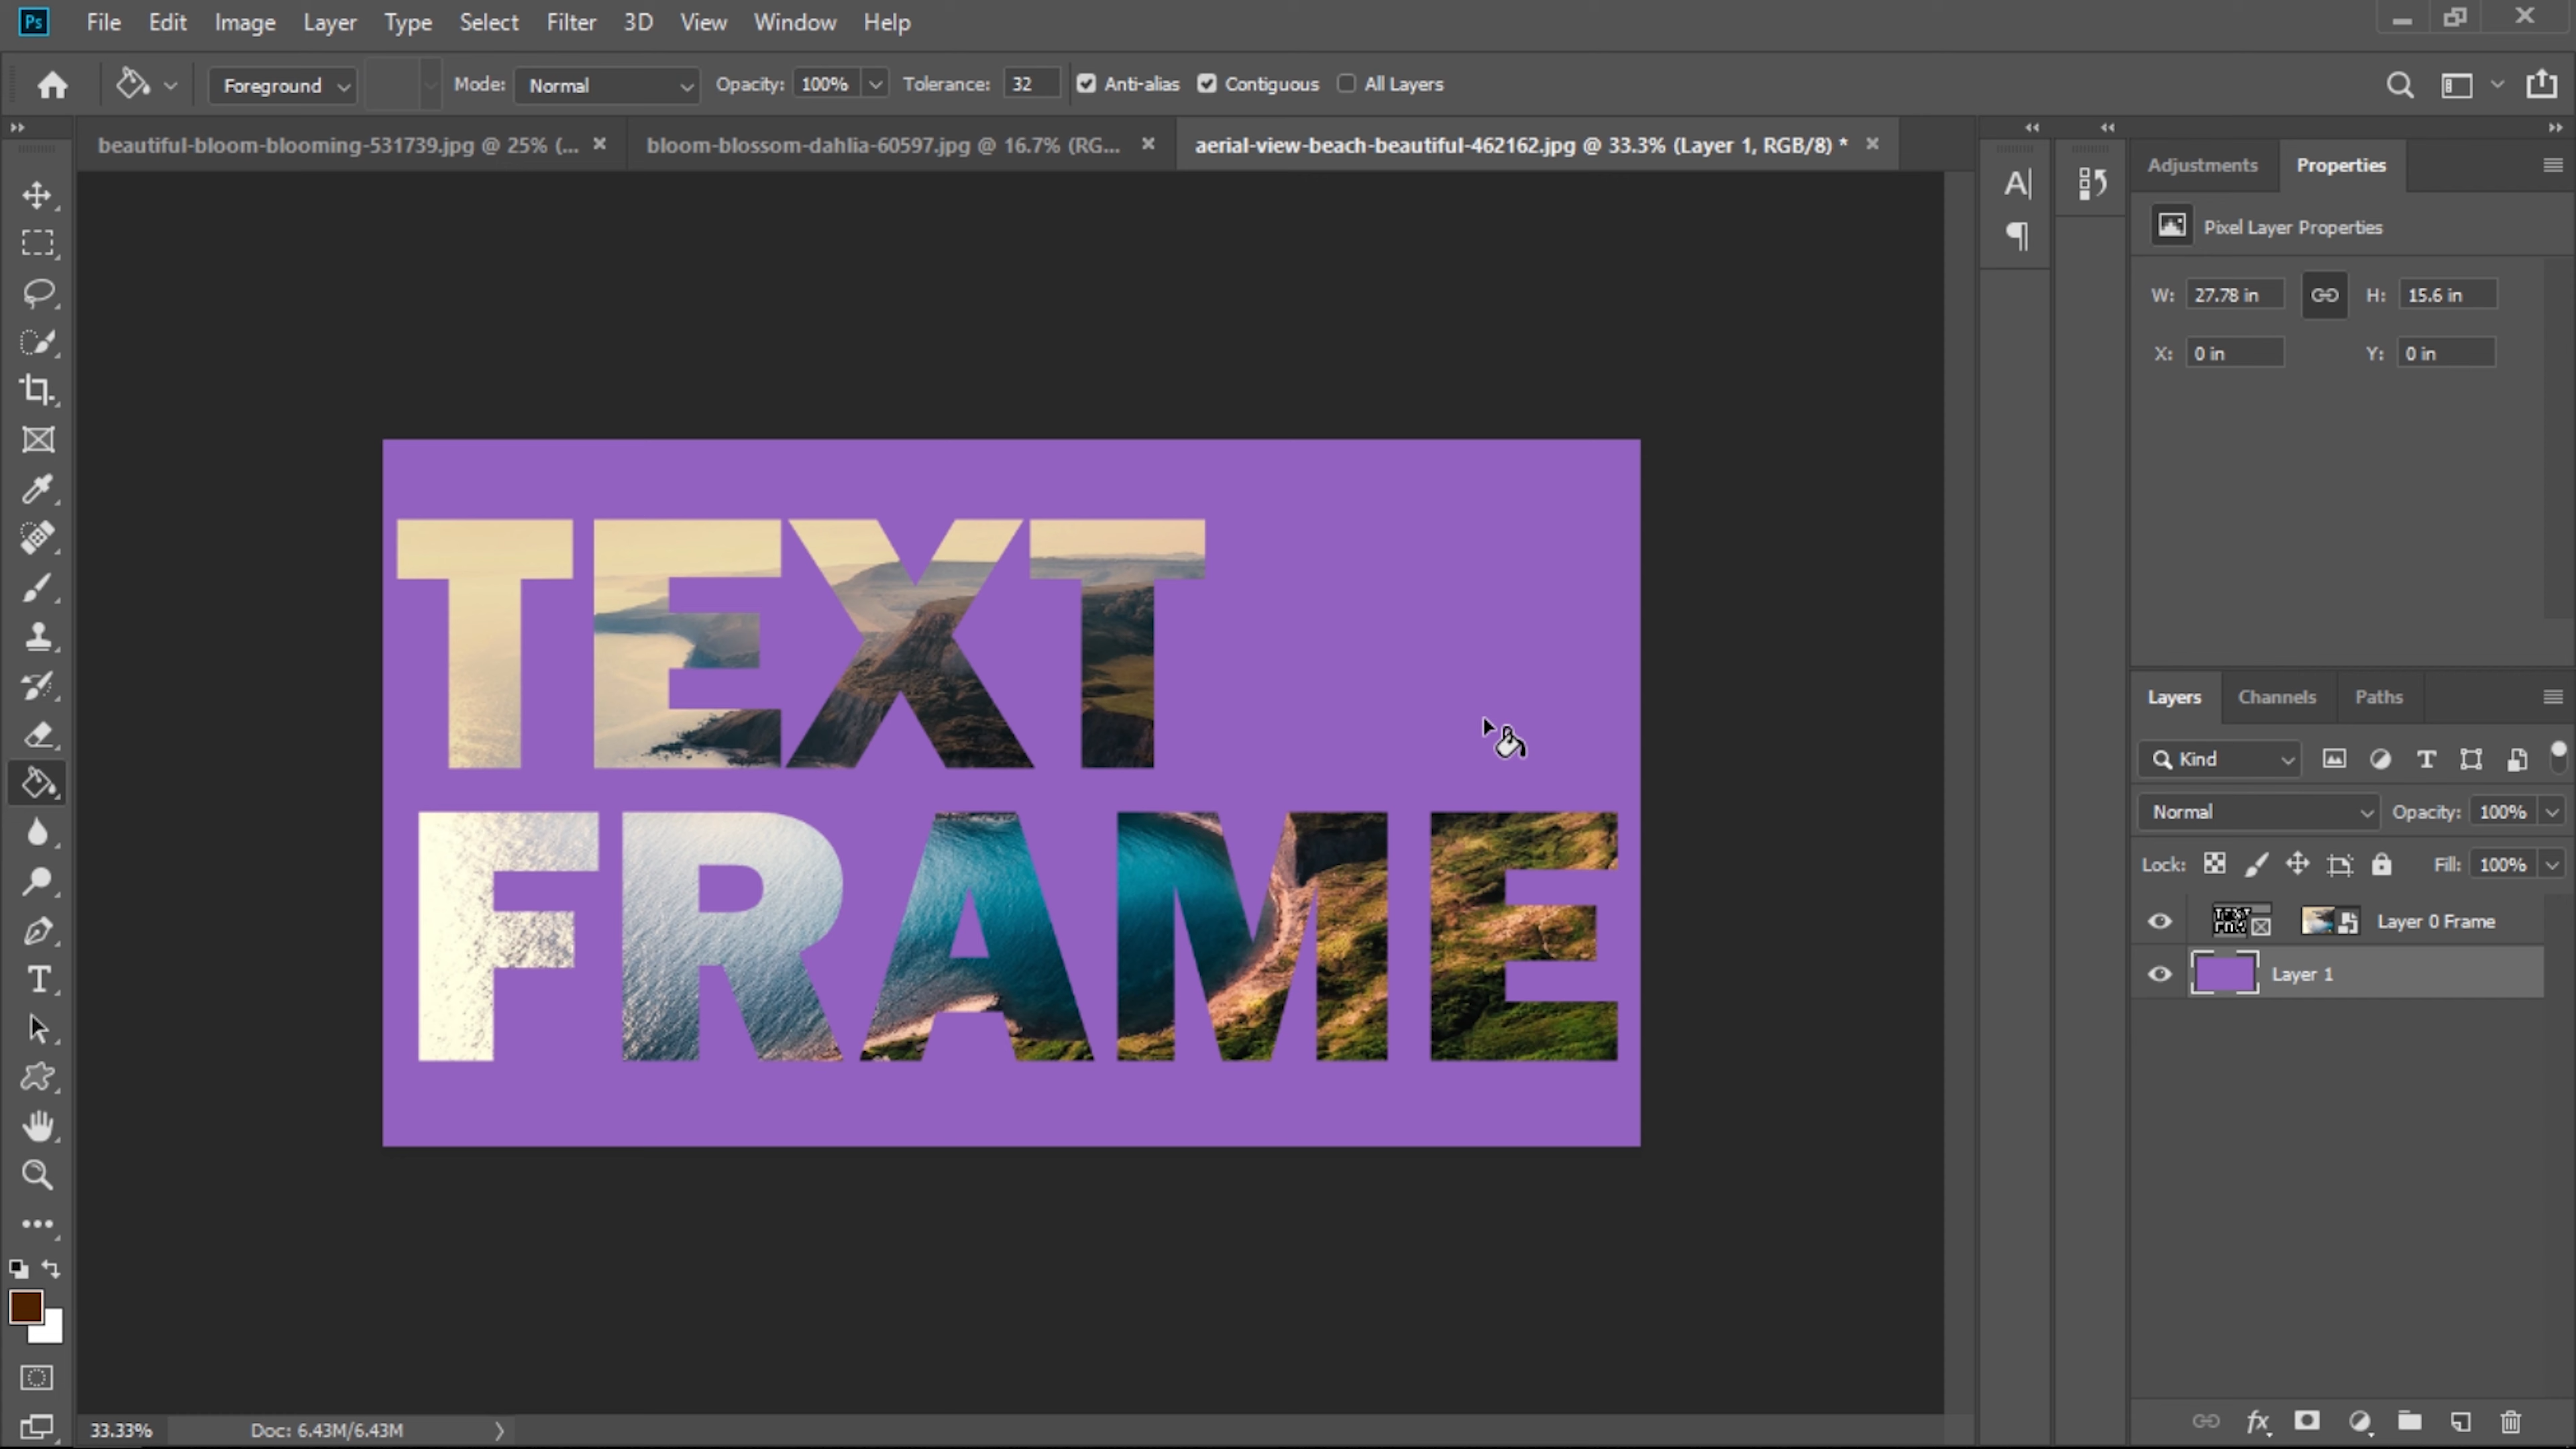 Ps File Edit Image Layer Type Select Filter 3D View Window Help
Foreground Mode: Normal Opacity: 100% Tolerance: 32 Anti-alias Contiguous All Layers
beautiful-bloom-blooming-531739.jpg @ 25% (...
bloom-blossom-dahlia-60597.jpg @ 16.7% (RG...
aerial-view-beach-beautiful-462162.jpg @ 33.3% (Layer 1, RGB/8) *
Adjustments Properties
Pixel Layer Properties
W: 27.78 in H: 15.6 in
X: 0 in Y: 0 in
TEXT
FRAME
Layers Channels Paths
Kind
Normal Opacity: 100%
Lock: Fill: 100%
Layer 0 Frame
Layer 1
33.33% Doc: 6.43M/6.43M
fx